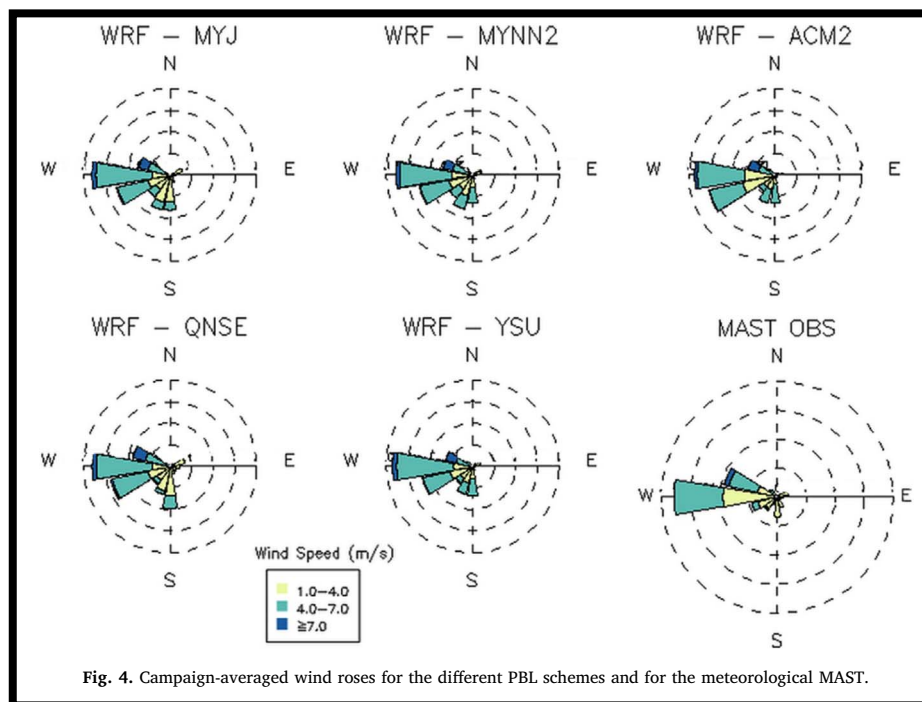 WRF − MYJ
WRF − MYNN2
WRF − ACM2
N
N
N
W
E
W
E
W
E
S
S
S
WRF − QNSE
WRF − YSU
MAST OBS
N
N
N
W
E
W
E
W
E
S
S
S
Wind Speed (m/s)
1.0−4.0
4.0−7.0
≧7.0
Fig. 4. Campaign-averaged wind roses for the different PBL schemes and for the meteorological MAST.